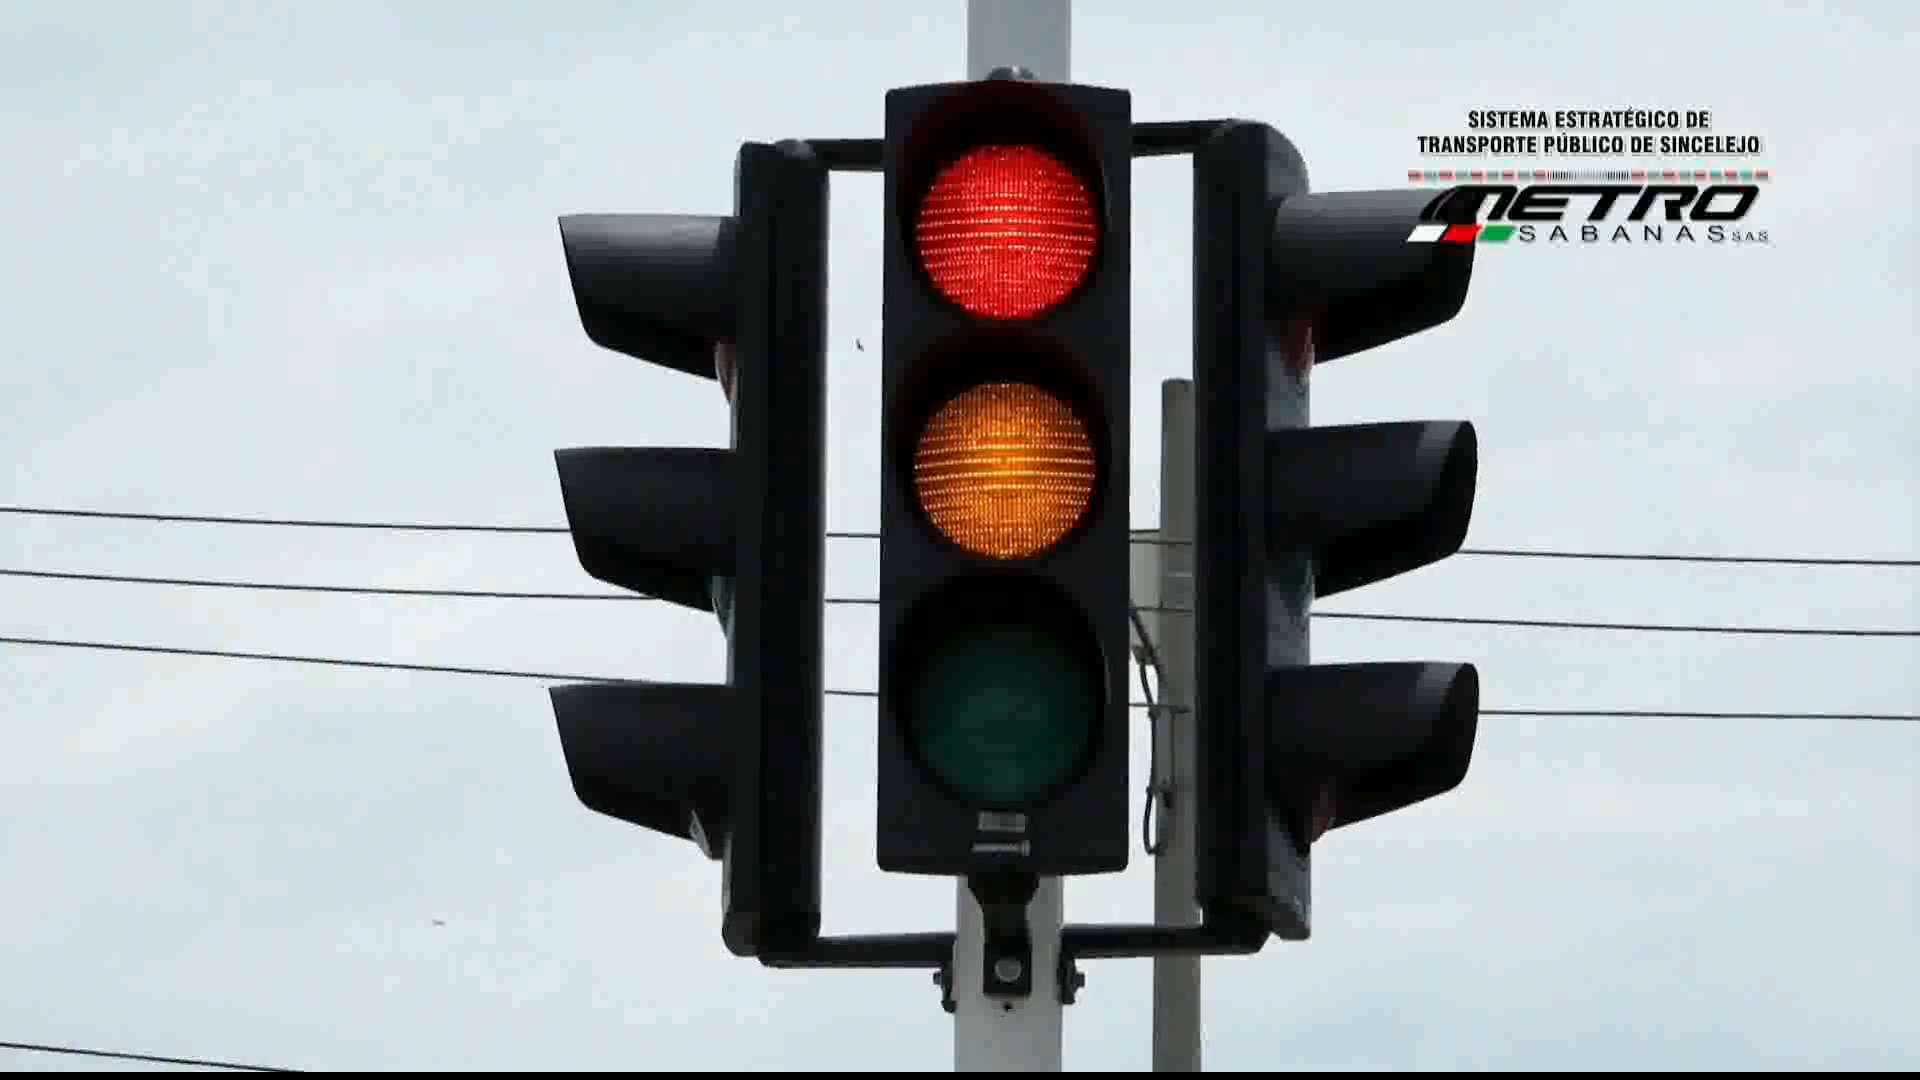 SISTEMA ESTRATÉGICO DE
TRANSPORTE PÚBLICO DE SINCELEJO
METRO
SABANAS S.A.S